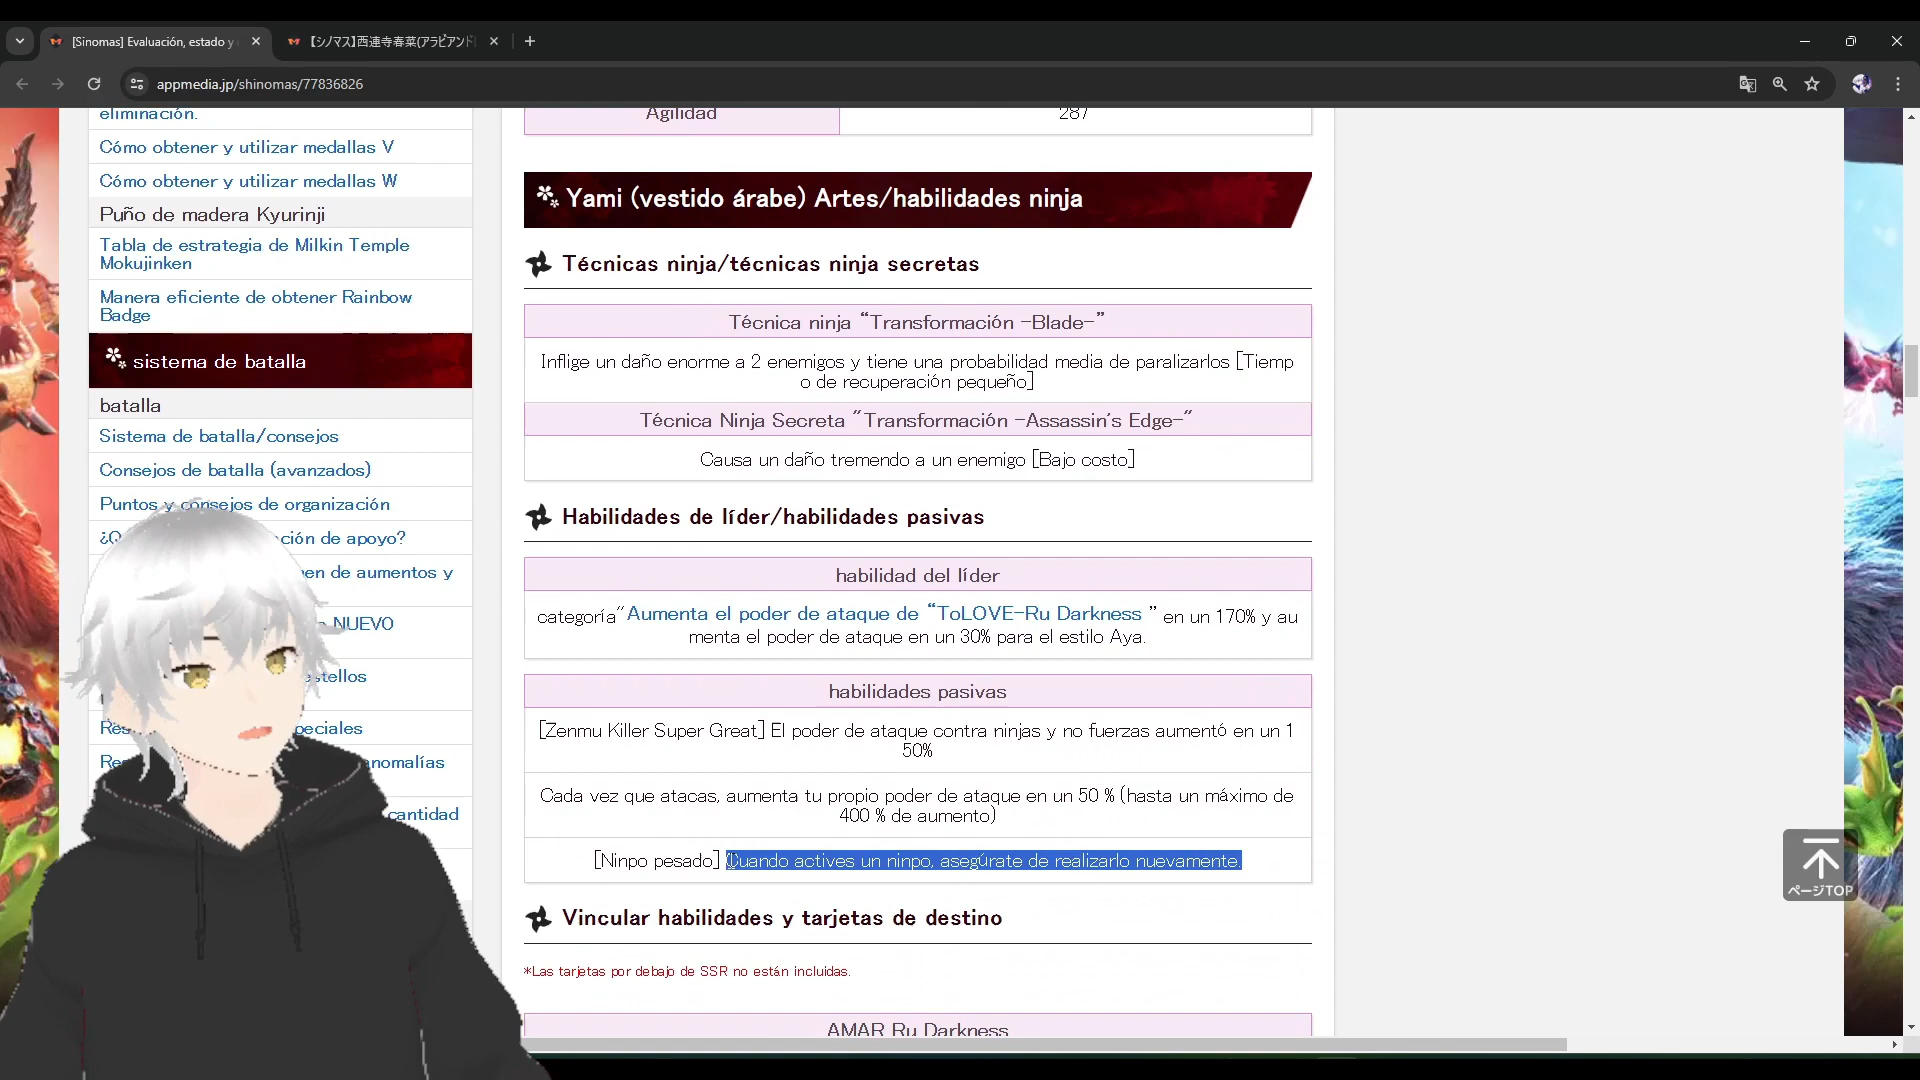 [Sinomas] Evaluación, estado y
【シノマス】西連寺春菜(アラビアンド
appmedia.jp/shinomas/77836826
eliminación.
Cómo obtener y utilizar medallas V
Cómo obtener y utilizar medallas W
Puño de madera Kyurinji
Tabla de estrategia de Milkin Temple
Mokujinken
Manera eficiente de obtener Rainbow
Badge
sistema de batalla
batalla
Sistema de batalla/consejos
Consejos de batalla (avanzados)
Puntos y consejos de organización
ción de apoyo?
en de aumentos y
NUEVO
peciales
anomalías
cantidad
Agilidad
287
Yami (vestido árabe) Artes/habilidades ninja
Técnicas ninja/técnicas ninja secretas
Técnica ninja “Transformación -Blade-”
Inflige un daño enorme a 2 enemigos y tiene una probabilidad media de paralizarlos [Tiemp
o de recuperación pequeño]
Técnica Ninja Secreta "Transformación -Assassin's Edge-"
Causa un daño tremendo a un enemigo [Bajo costo]
Habilidades de líder/habilidades pasivas
habilidad del líder
categoría"Aumenta el poder de ataque de “ToLOVE-Ru Darkness ” en un 170% y au
menta el poder de ataque en un 30% para el estilo Aya.
habilidades pasivas
[Zenmu Killer Super Great] El poder de ataque contra ninjas y no fuerzas aumentó en un 1
50%
Cada vez que atacas, aumenta tu propio poder de ataque en un 50 % (hasta un máximo de
400 % de aumento)
[Ninpo pesado] Cuando actives un ninpo, asegúrate de realizarlo nuevamente.
Vincular habilidades y tarjetas de destino
*Las tarjetas por debajo de SSR no están incluidas.
AMAR Ru Darkness
ページTOP